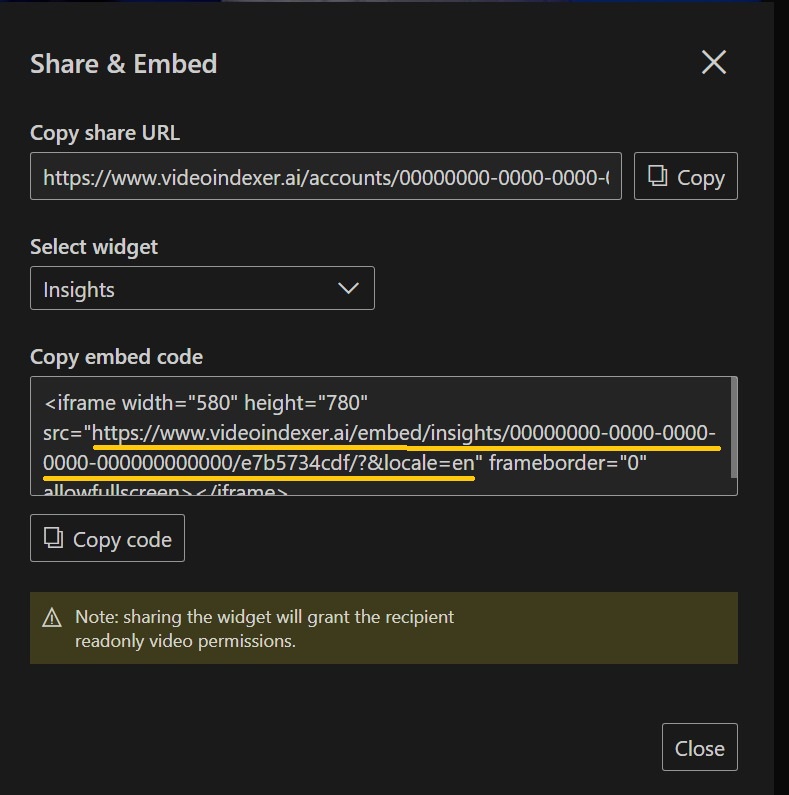 Share & Embed
Copy share URL
https://www.videoindexer.ai/accounts/00000000-0000-0000-(
Copy
Select widget
Insights
Copy embed code
<iframe width="580" height="780"
src="https://www.videoindexer.ai/embed/insights/00000000-0000-0000-
0000-000000000000/e7b5734cdf/?&locale=en" frameborder="0"
allowfullscreen></iframe>
Copy code
Note: sharing the widget will grant the recipient
readonly video permissions.
Close